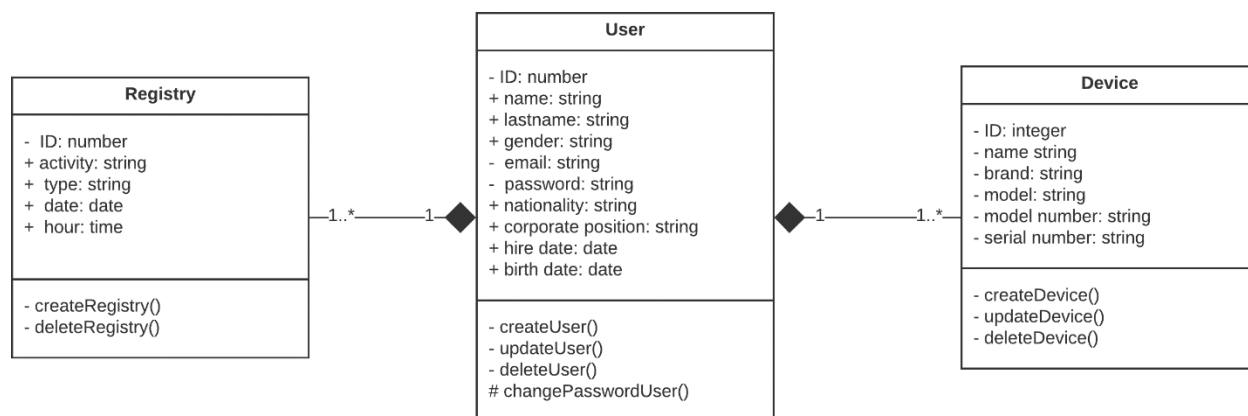 Registry
- ID: number
+ activity: string
+ type: string
+ date: date
+ hour: time
- createRegistry()
- deleteRegistry()
1..*
1
User
- ID: number
+ name: string
+ lastname: string
+ gender: string
- email: string
- password: string
+ nationality: string
+ corporate position: string
+ hire date: date
+ birth date: date
- createUser()
- updateUser()
- deleteUser()
# changePasswordUser()
1
1..*
Device
- ID: integer
- name string
- brand: string
- model: string
- model number: string
- serial number: string
- createDevice()
- updateDevice()
- deleteDevice()